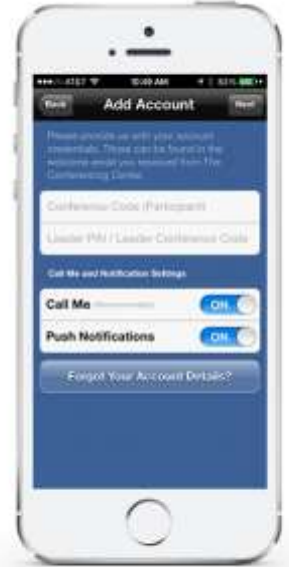 AT&T 10:49 AM
Back Add Account Next
Please provide us with your account
credentials. These can be found in the
welcome email you received from The
Conferencing Center.
Conference Code (Participant)
Leader PIN / Leader Conference Code
Call Me and Notification Settings
Call Me ON
Push Notifications ON
Forgot Your Account Details?